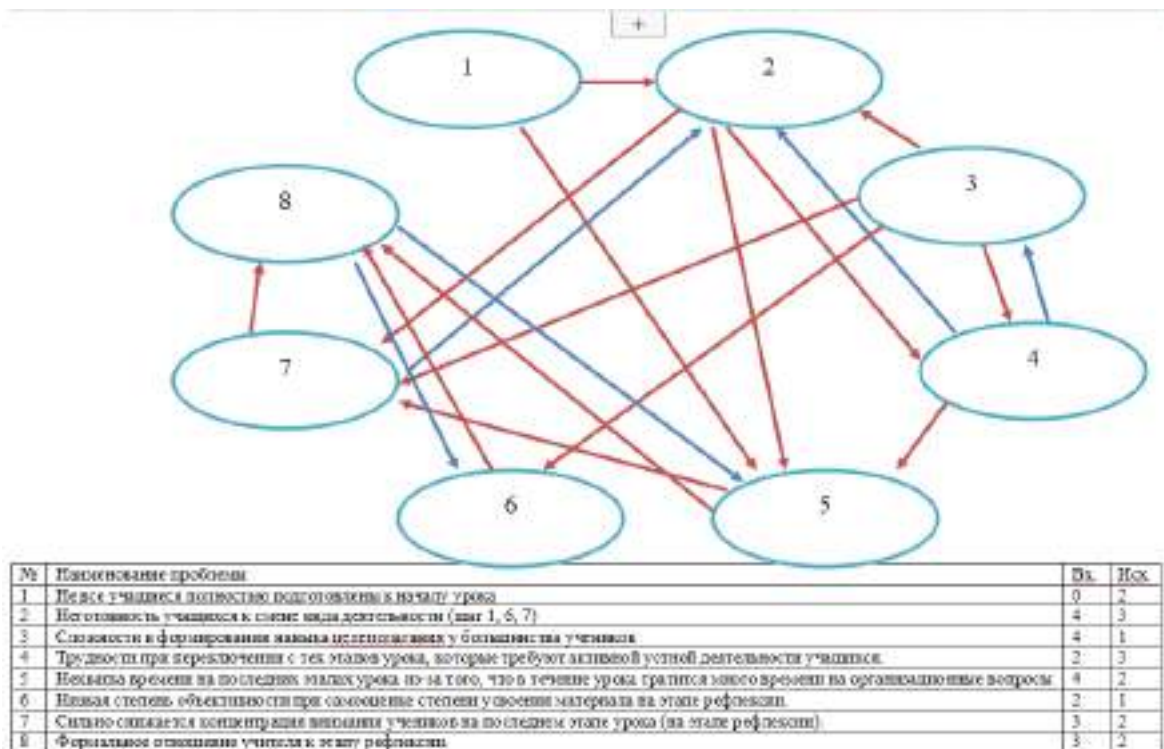 +
1
2
3
8
7
4
6
5
№ Наименование проблемы Вх. Исх.
1 Не все учащиеся полностью подготовлены к началу урока 0 2
2 Неготовность учащихся к смене вида деятельности (шаг 1, 6, 7) 4 3
3 Сложности в формировании навыка целеполагания у большинства учеников 4 1
4 Трудности при переключении с тех этапов урока, которые требуют активной устной деятельности учащихся. 2 3
5 Нехватка времени на последних этапах урока из-за того, что в течение урока тратится много времени на организационные вопросы 4 2
6 Низкая степень объективности при самооценке степени усвоения материала на этапе рефлексии. 2 1
7 Сильно снижается концентрация внимания учеников на последнем этапе урока (на этапе рефлексии) 3 2
8 Формальное отношение учителя к этапу рефлексии. 3 2